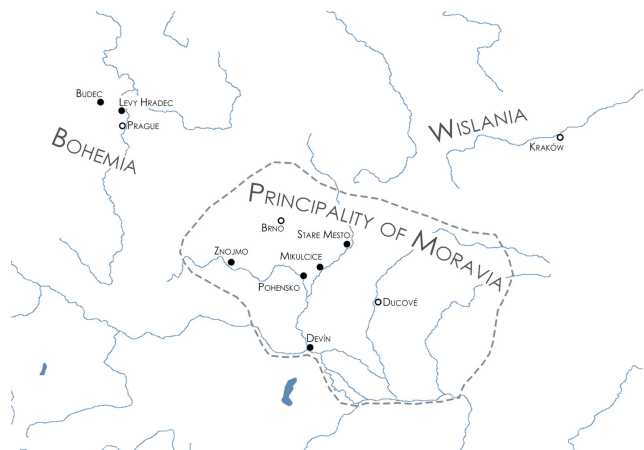 Budec
Levy Hradec
Prague
Bohemia
Wislania
Kraków
Principality of Moravia
Brno
Stare Mesto
Znojmo
Mikulcice
Pohensko
Ducové
Devín